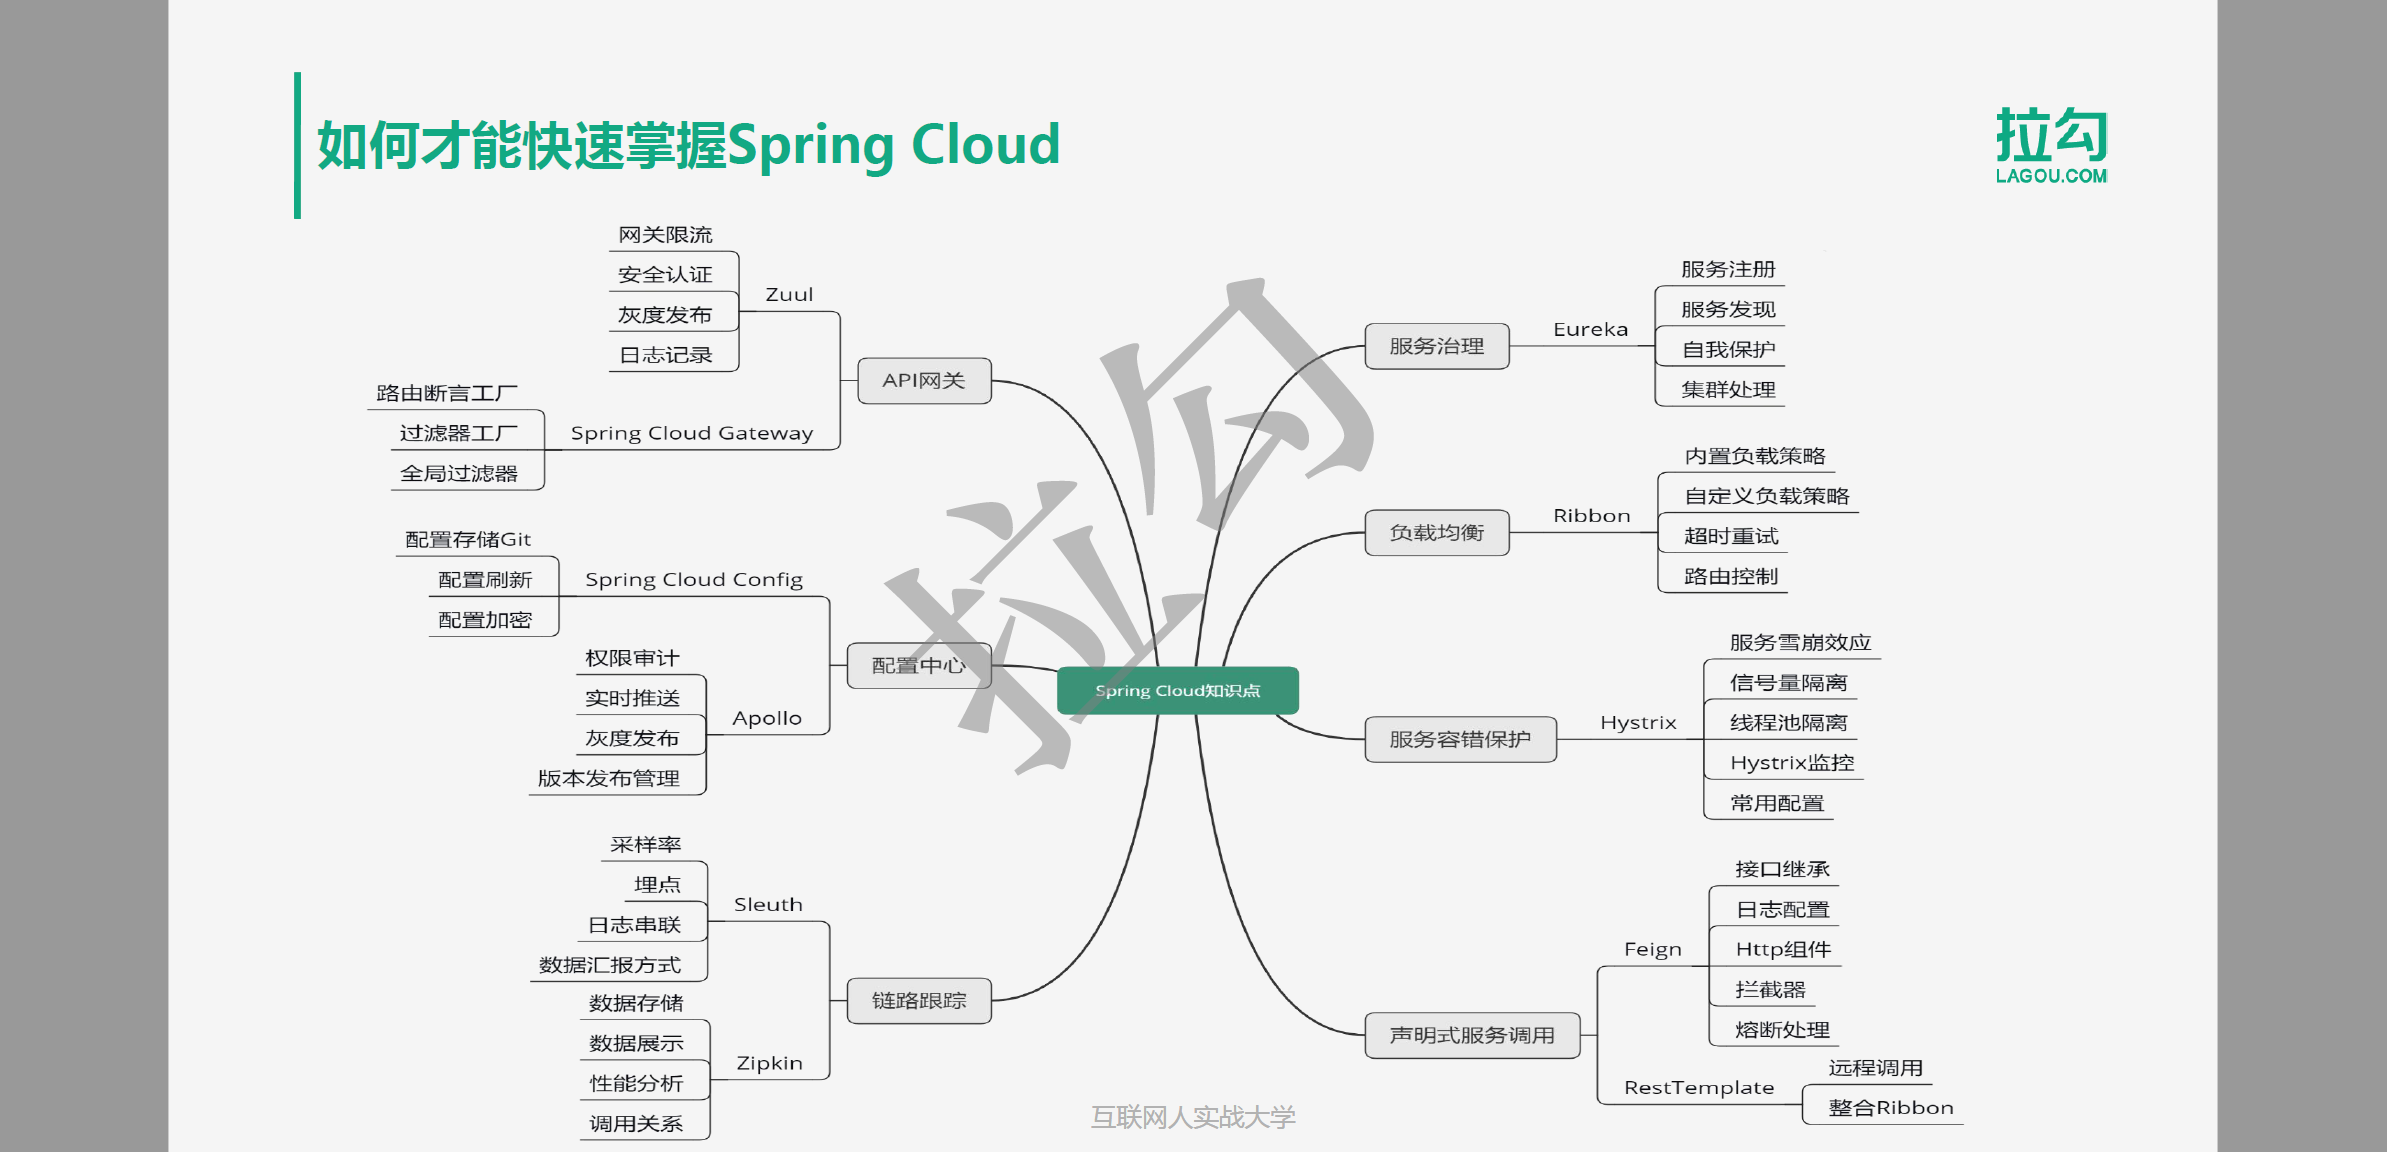 如何才能快速掌握Spring Cloud
拉勾
LAGOU.COM
网关限流
安全认证
灰度发布
日志记录
Zuul
路由断言工厂
过滤器工厂
全局过滤器
Spring Cloud Gateway
API网关
配置存储Git
配置刷新
配置加密
Spring Cloud Config
权限审计
实时推送
灰度发布
版本发布管理
Apollo
配置中心
采样率
埋点
日志串联
数据汇报方式
Sleuth
数据存储
数据展示
性能分析
调用关系
Zipkin
链路跟踪
Spring Cloud知识点
服务治理
Eureka
服务注册
服务发现
自我保护
集群处理
负载均衡
Ribbon
内置负载策略
自定义负载策略
超时重试
路由控制
服务容错保护
Hystrix
服务雪崩效应
信号量隔离
线程池隔离
Hystrix监控
常用配置
声明式服务调用
Feign
接口继承
日志配置
Http组件
拦截器
熔断处理
RestTemplate
远程调用
整合Ribbon
拉勾
互联网人实战大学